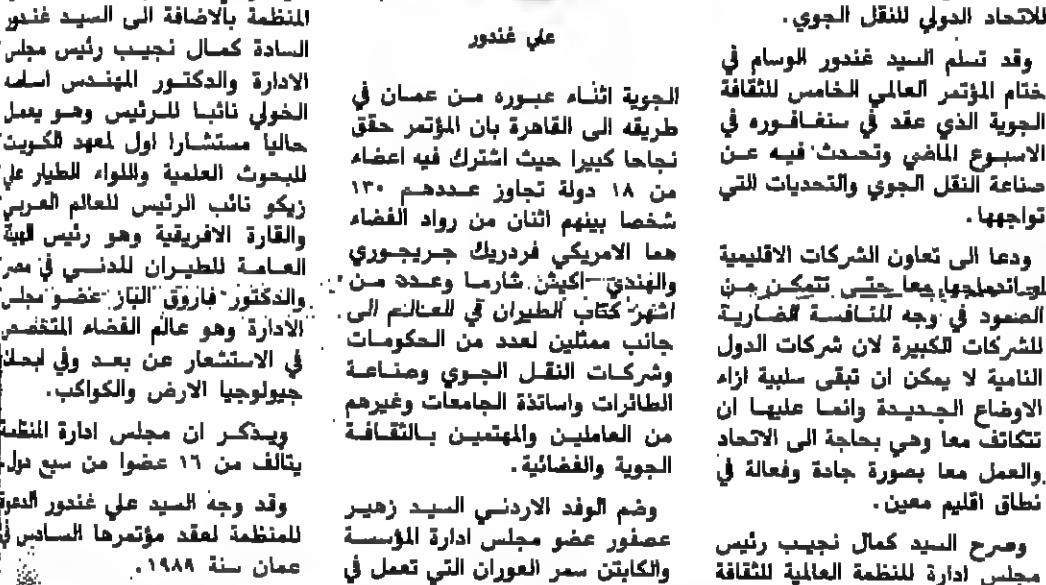 للاتحاد الدولي للنقل الجوي.
وقد تسلم السيد غندور الوسام في
ختام المؤتمر العالمي الخامس للثقافة
الجوية الذي عقد في سنغافوره في
الاسبوع الماضي وتحدث فيه عن
صناعة النقل الجوي والتحديات التي
تواجهها.
ودعا الى تعاون الشركات الاقليمية
او اندماجها معا حتى تتمكن من
الصمود في وجه المنافسة الضارية
للشركات الكبيرة لان شركات الدول
النامية لا يمكن ان تبقى سلبية ازاء
الاوضاع الجديدة وانما عليها ان
تتكاتف معا وهي بحاجة الى الاتحاد
والعمل معا بصورة جادة وفعالة في
نطاق اقليم معين.
وصرح السيد كمال نجيب رئيس
مجلس ادارة للمنظمة العالمية للثقافة
علي غندور
الجوية اثناء عبوره من عمان في
طريقه الى القاهرة بان المؤتمر حقق
نجاحا كبيرا حيث اشترك فيه اعضاء
من ١٨ دولة تجاوز عددهم ١٣٠
شخصا بينهم اثنان من رواد الفضاء
هما الامريكي فردريك جريجوري
والهندي اكيش شارما وعدد من
اشهر كتاب الطيران في العالم الى
جانب ممثلين لعدد من الحكومات
وشركات النقل الجوي وصناعة
الطائرات واساتذة الجامعات وغيرهم
من العاملين والمهتمين بالثقافة
الجوية والفضائية.
وضم الوفد الاردني السيد زهير
عصفور عضو مجلس ادارة المؤسسة
والكابتن سمر العوران التي تعمل في
المنظمة بالاضافة الى السيد غندور
السادة كمال نجيب رئيس مجلس
الادارة والدكتور المهندس اسامه
الخولي نائبا للرئيس وهو يعمل
حاليا مستشارا اول لمعهد الكويت
للبحوث العلمية واللواء الطيار علي
زيكو نائب الرئيس للعالم العربي
والقارة الافريقية وهو رئيس الهيئة
العامة للطيران المدني في مصر
والدكتور فاروق الباز عضو مجلس
الادارة وهو عالم الفضاء المتخصص
في الاستشعار عن بعد وفي ابحاث
جيولوجيا الارض والكواكب.
ويذكر ان مجلس ادارة المنظمة
يتألف من ١٦ عضوا من سبع دول.
وقد وجه السيد علي غندور الدعوة
للمنظمة لعقد مؤتمرها السادس في
عمان سنة ١٩٨٩.